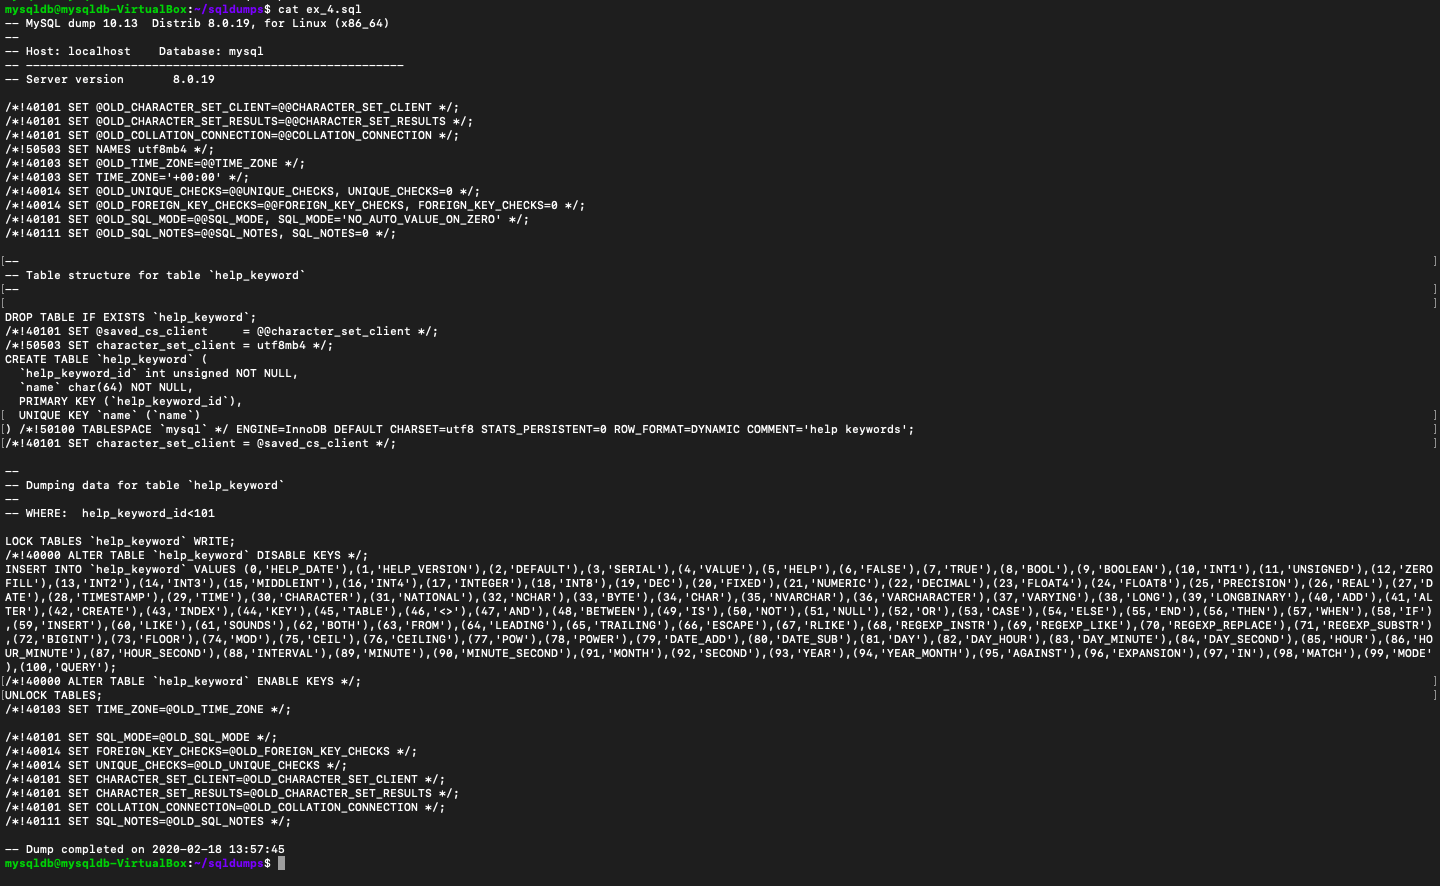 mysqldb@mysqldb-VirtualBox:~/sqldumps$ cat ex_4.sql
-- MySQL dump 10.13  Distrib 8.0.19, for Linux (x86_64)
--
-- Host: localhost    Database: mysql
-- ------------------------------------------------------
-- Server version       8.0.19

/*!40101 SET @OLD_CHARACTER_SET_CLIENT=@@CHARACTER_SET_CLIENT */;
/*!40101 SET @OLD_CHARACTER_SET_RESULTS=@@CHARACTER_SET_RESULTS */;
/*!40101 SET @OLD_COLLATION_CONNECTION=@@COLLATION_CONNECTION */;
/*!50503 SET NAMES utf8mb4 */;
/*!40103 SET @OLD_TIME_ZONE=@@TIME_ZONE */;
/*!40103 SET TIME_ZONE='+00:00' */;
/*!40014 SET @OLD_UNIQUE_CHECKS=@@UNIQUE_CHECKS, UNIQUE_CHECKS=0 */;
/*!40014 SET @OLD_FOREIGN_KEY_CHECKS=@@FOREIGN_KEY_CHECKS, FOREIGN_KEY_CHECKS=0 */;
/*!40101 SET @OLD_SQL_MODE=@@SQL_MODE, SQL_MODE='NO_AUTO_VALUE_ON_ZERO' */;
/*!40111 SET @OLD_SQL_NOTES=@@SQL_NOTES, SQL_NOTES=0 */;

[-- ]
-- Table structure for table `help_keyword`
[-- ]
[ ]
DROP TABLE IF EXISTS `help_keyword`;
/*!40101 SET @saved_cs_client     = @@character_set_client */;
/*!50503 SET character_set_client = utf8mb4 */;
CREATE TABLE `help_keyword` (
  `help_keyword_id` int unsigned NOT NULL,
  `name` char(64) NOT NULL,
  PRIMARY KEY (`help_keyword_id`),
[  UNIQUE KEY `name` (`name`) ]
[) /*!50100 TABLESPACE `mysql` */ ENGINE=InnoDB DEFAULT CHARSET=utf8 STATS_PERSISTENT=0 ROW_FORMAT=DYNAMIC COMMENT='help keywords'; ]
[/*!40101 SET character_set_client = @saved_cs_client */; ]

--
-- Dumping data for table `help_keyword`
--
-- WHERE:  help_keyword_id<101

LOCK TABLES `help_keyword` WRITE;
/*!40000 ALTER TABLE `help_keyword` DISABLE KEYS */;
INSERT INTO `help_keyword` VALUES (0,'HELP_DATE'),(1,'HELP_VERSION'),(2,'DEFAULT'),(3,'SERIAL'),(4,'VALUE'),(5,'HELP'),(6,'FALSE'),(7,'TRUE'),(8,'BOOL'),(9,'BOOLEAN'),(10,'INT1'),(11,'UNSIGNED'),(12,'ZERO
FILL'),(13,'INT2'),(14,'INT3'),(15,'MIDDLEINT'),(16,'INT4'),(17,'INTEGER'),(18,'INT8'),(19,'DEC'),(20,'FIXED'),(21,'NUMERIC'),(22,'DECIMAL'),(23,'FLOAT4'),(24,'FLOAT8'),(25,'PRECISION'),(26,'REAL'),(27,'D
ATE'),(28,'TIMESTAMP'),(29,'TIME'),(30,'CHARACTER'),(31,'NATIONAL'),(32,'NCHAR'),(33,'BYTE'),(34,'CHAR'),(35,'NVARCHAR'),(36,'VARCHARACTER'),(37,'VARYING'),(38,'LONG'),(39,'LONGBINARY'),(40,'ADD'),(41,'AL
TER'),(42,'CREATE'),(43,'INDEX'),(44,'KEY'),(45,'TABLE'),(46,'<>'),(47,'AND'),(48,'BETWEEN'),(49,'IS'),(50,'NOT'),(51,'NULL'),(52,'OR'),(53,'CASE'),(54,'ELSE'),(55,'END'),(56,'THEN'),(57,'WHEN'),(58,'IF')
,(59,'INSERT'),(60,'LIKE'),(61,'SOUNDS'),(62,'BOTH'),(63,'FROM'),(64,'LEADING'),(65,'TRAILING'),(66,'ESCAPE'),(67,'RLIKE'),(68,'REGEXP_INSTR'),(69,'REGEXP_LIKE'),(70,'REGEXP_REPLACE'),(71,'REGEXP_SUBSTR')
,(72,'BIGINT'),(73,'FLOOR'),(74,'MOD'),(75,'CEIL'),(76,'CEILING'),(77,'POW'),(78,'POWER'),(79,'DATE_ADD'),(80,'DATE_SUB'),(81,'DAY'),(82,'DAY_HOUR'),(83,'DAY_MINUTE'),(84,'DAY_SECOND'),(85,'HOUR'),(86,'HO
UR_MINUTE'),(87,'HOUR_SECOND'),(88,'INTERVAL'),(89,'MINUTE'),(90,'MINUTE_SECOND'),(91,'MONTH'),(92,'SECOND'),(93,'YEAR'),(94,'YEAR_MONTH'),(95,'AGAINST'),(96,'EXPANSION'),(97,'IN'),(98,'MATCH'),(99,'MODE'
),(100,'QUERY');
[/*!40000 ALTER TABLE `help_keyword` ENABLE KEYS */; ]
[UNLOCK TABLES; ]
/*!40103 SET TIME_ZONE=@OLD_TIME_ZONE */;

/*!40101 SET SQL_MODE=@OLD_SQL_MODE */;
/*!40014 SET FOREIGN_KEY_CHECKS=@OLD_FOREIGN_KEY_CHECKS */;
/*!40014 SET UNIQUE_CHECKS=@OLD_UNIQUE_CHECKS */;
/*!40101 SET CHARACTER_SET_CLIENT=@OLD_CHARACTER_SET_CLIENT */;
/*!40101 SET CHARACTER_SET_RESULTS=@OLD_CHARACTER_SET_RESULTS */;
/*!40101 SET COLLATION_CONNECTION=@OLD_COLLATION_CONNECTION */;
/*!40111 SET SQL_NOTES=@OLD_SQL_NOTES */;

-- Dump completed on 2020-02-18 13:57:45
mysqldb@mysqldb-VirtualBox:~/sqldumps$